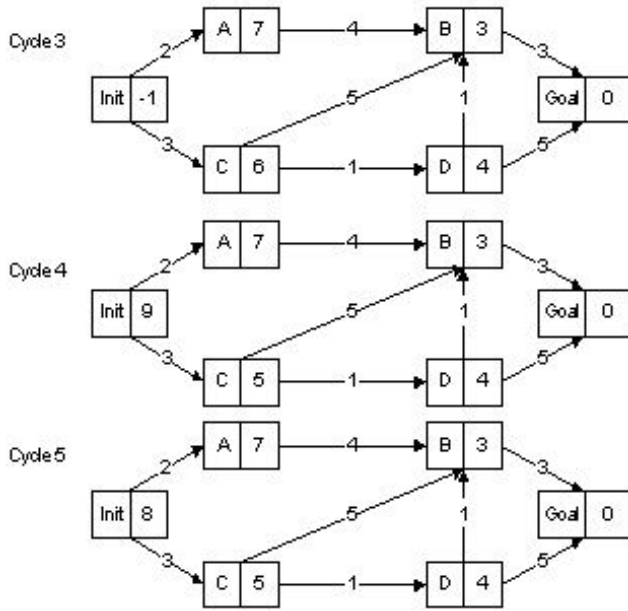 Cycle 3
A 7 4 B 3
2 3
Init -1 5 1 Goal 0
3 5
C 6 1 D 4
Cycle 4
A 7 4 B 3
2 3
Init 9 5 1 Goal 0
3 5
C 5 1 D 4
Cycle 5
A 7 4 B 3
2 3
Init 8 5 1 Goal 0
3 5
C 5 1 D 4